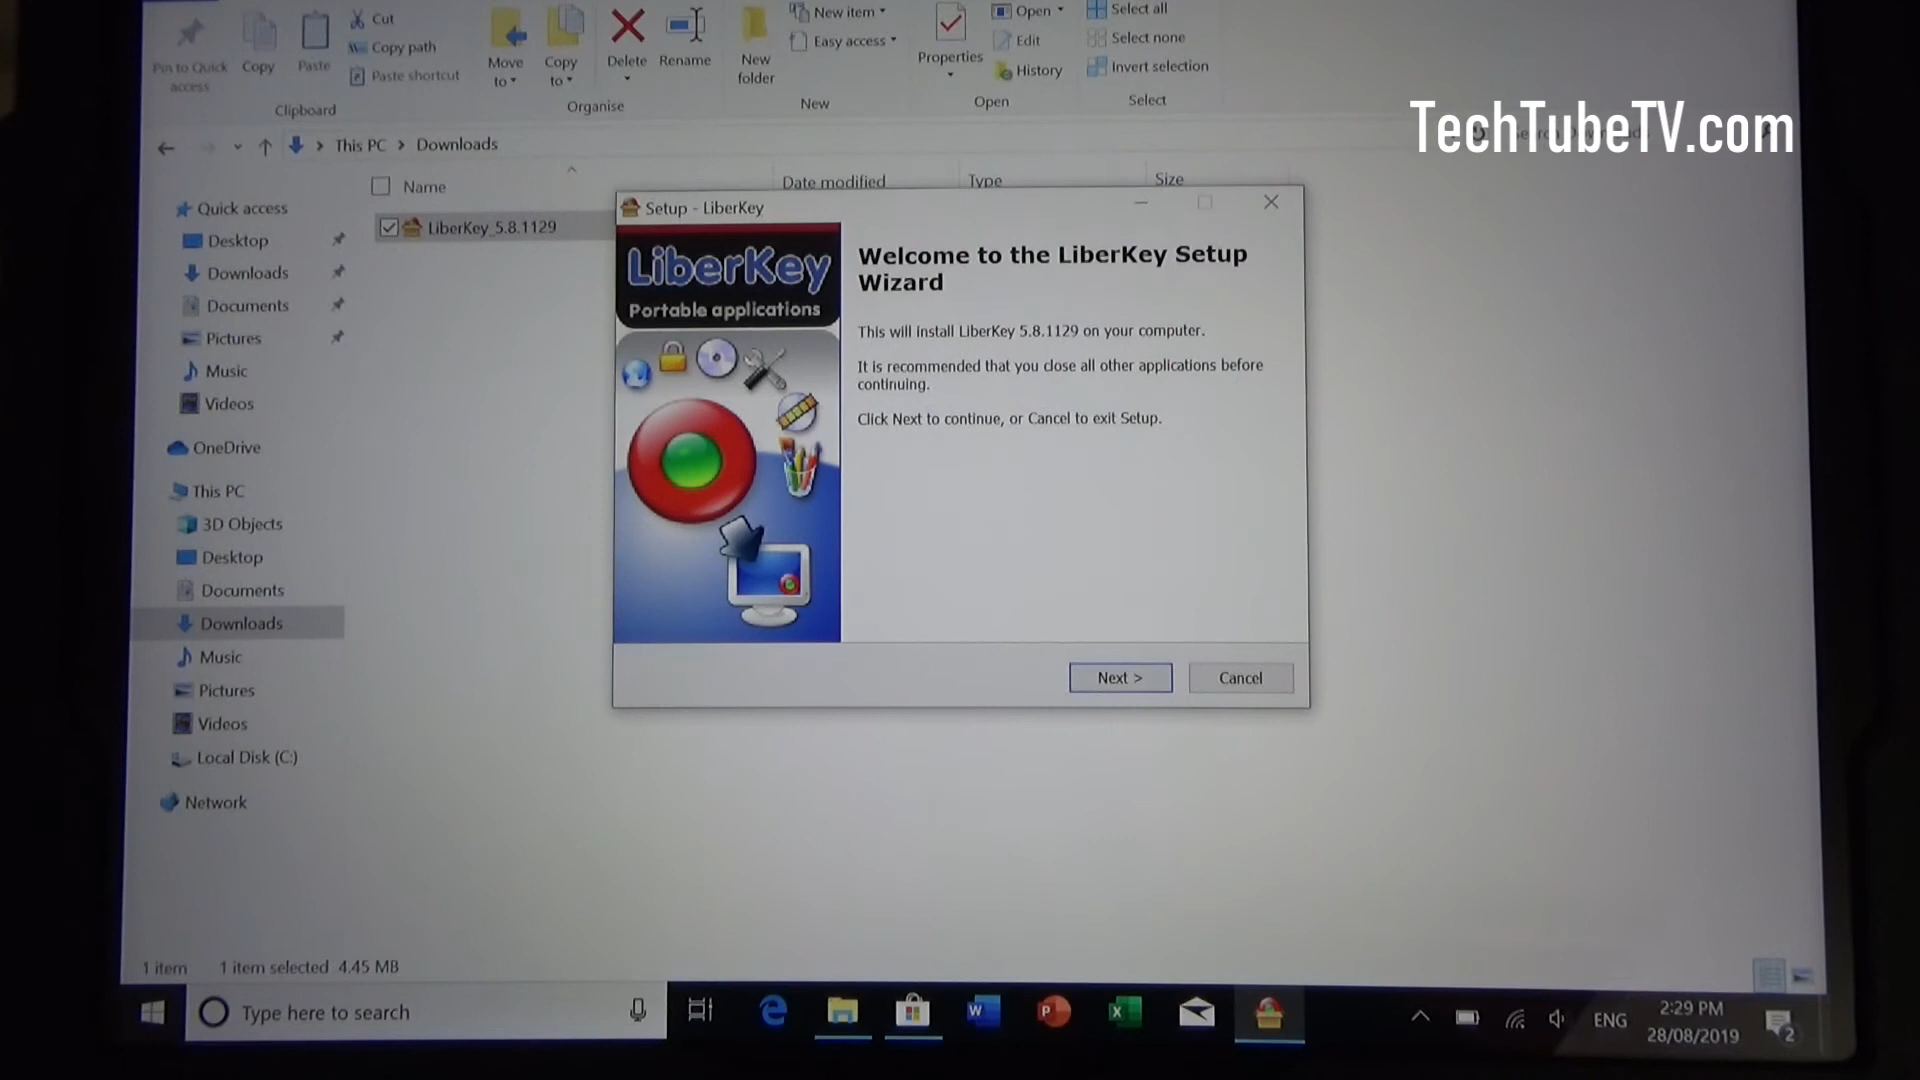 Cut
Copy path
Paste shortcut
Pin to Quick
access
Copy
Paste
Clipboard
Move
to
Copy
to
Delete
Rename
Organise
New
folder
New item
Easy access
New
Properties
Open
Edit
History
Open
Select all
Select none
Invert selection
Select
TechTubeTV.com
This PC > Downloads
Name
Date modified
Type
Size
LiberKey_5.8.1129
Quick access
Desktop
Downloads
Documents
Pictures
Music
Videos
OneDrive
This PC
3D Objects
Desktop
Documents
Downloads
Music
Pictures
Videos
Local Disk (C:)
Network
Setup - LiberKey
LiberKey
Portable applications
Welcome to the LiberKey Setup
Wizard
This will install LiberKey 5.8.1129 on your computer.
It is recommended that you close all other applications before
continuing.
Click Next to continue, or Cancel to exit Setup.
Next >
Cancel
1 item 1 item selected 4.45 MB
Type here to search
ENG
2:29 PM
28/08/2019
2